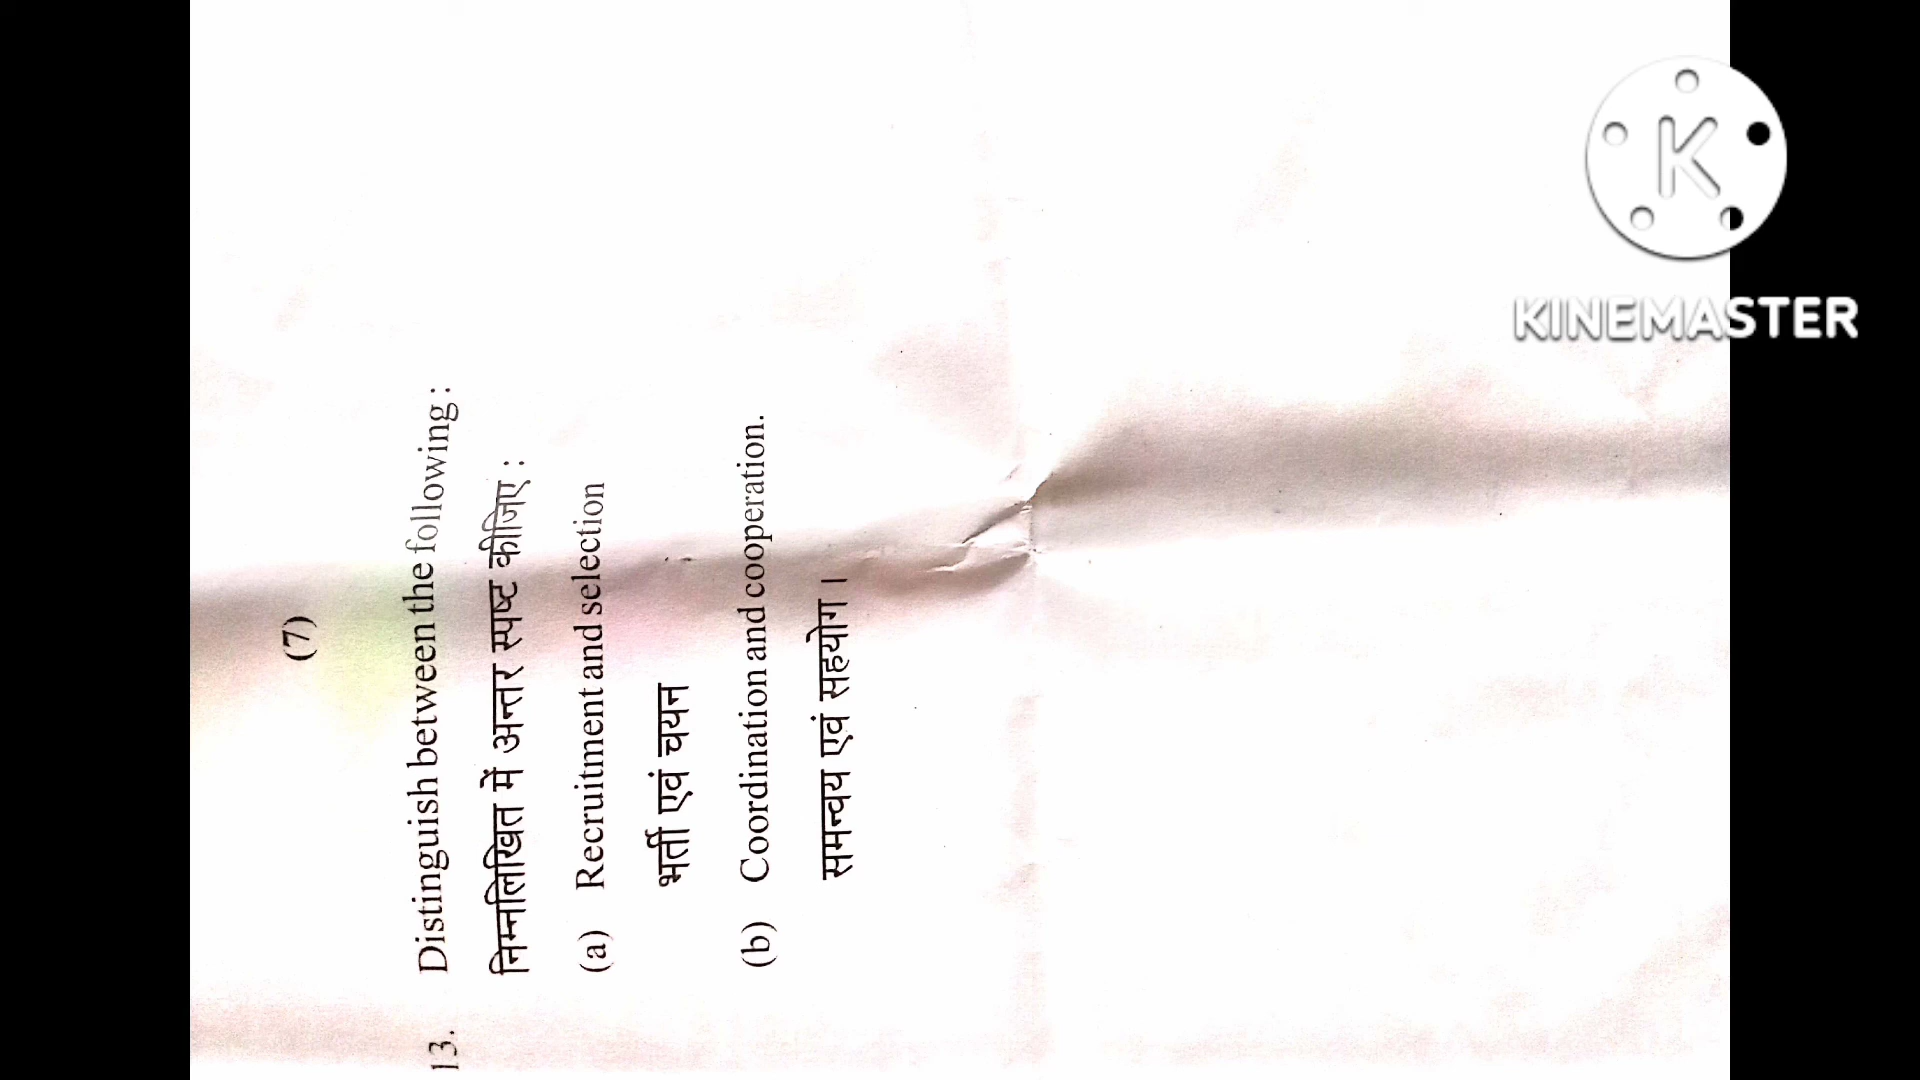 (7)
13. Distinguish between the following :
निम्नलिखित में अन्तर स्पष्ट कीजिए :
(a) Recruitment and selection
भर्ती एवं चयन
(b) Coordination and cooperation.
समन्वय एवं सहयोग ।
K
KINEMASTER